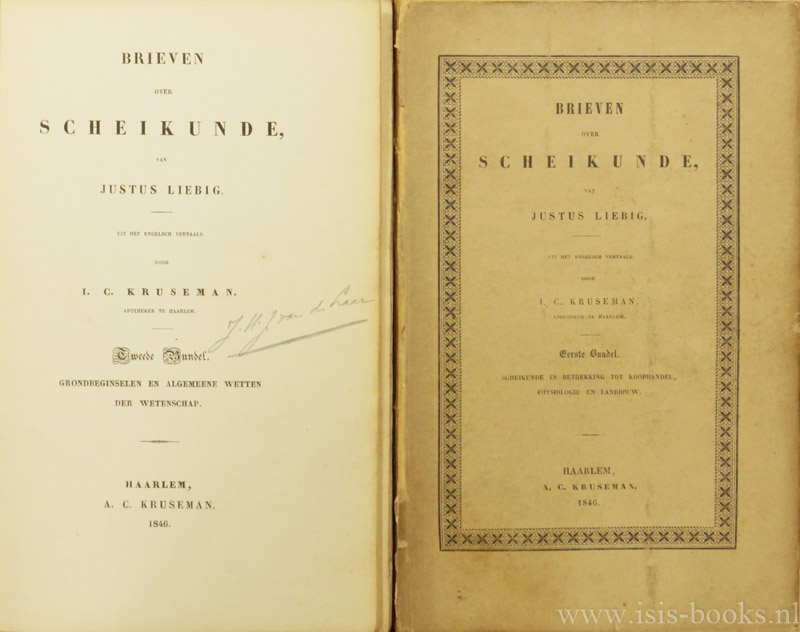 BRIEVEN
OVER
SCHEIKUNDE,
VAN
JUSTUS LIEBIG.
UIT HET ENGELSCH VERTAALD
DOOR
I. C. KRUSEMAN.
APOTHEKER TE HAARLEM.
J. H. J. van de Laar
Tweede Bundel.
GRONDBEGINSELEN EN ALGEMEENE WETTEN
DER WETENSCHAP.
HAARLEM,
A. C. KRUSEMAN.
1846.
BRIEVEN
OVER
SCHEIKUNDE,
VAN
JUSTUS LIEBIG.
UIT HET ENGELSCH VERTAALD
DOOR
I. C. KRUSEMAN,
APOTHEKER TE HAARLEM.
Eerste Bundel.
SCHEIKUNDE IN BETREKKING TOT KOOPHANDEL,
PHYSIOLOGIE EN LANDBOUW.
HAARLEM,
A. C. KRUSEMAN.
1846.
www.isis-books.nl